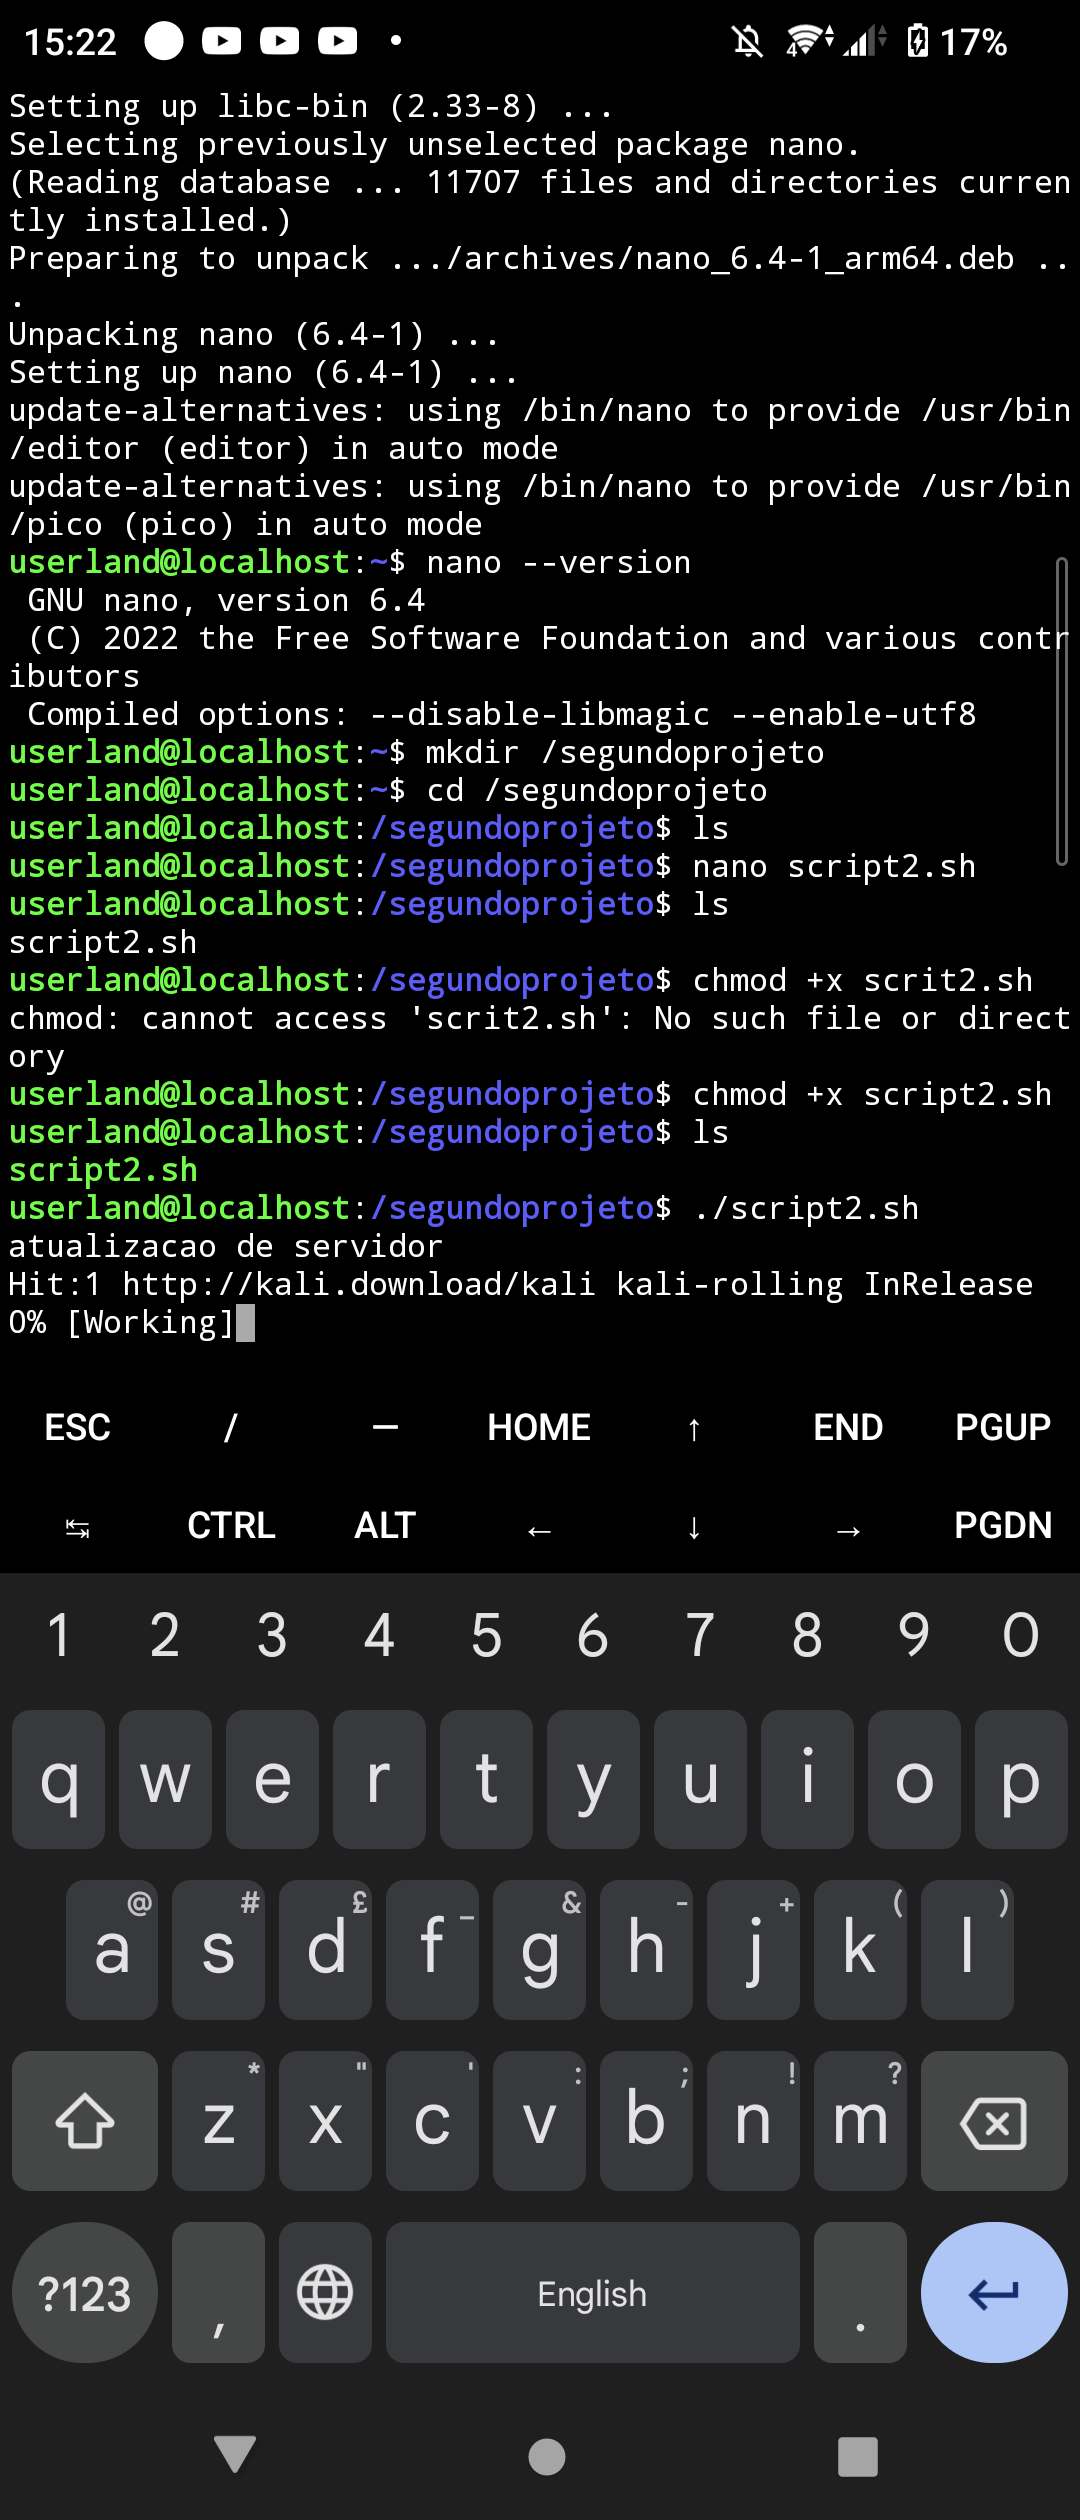 15:22 4 17%
Setting up libc-bin (2.33-8) ...
Selecting previously unselected package nano.
(Reading database ... 11707 files and directories curren
tly installed.)
Preparing to unpack .../archives/nano_6.4-1_arm64.deb ..
.
Unpacking nano (6.4-1) ...
Setting up nano (6.4-1) ...
update-alternatives: using /bin/nano to provide /usr/bin
/editor (editor) in auto mode
update-alternatives: using /bin/nano to provide /usr/bin
/pico (pico) in auto mode
userland@localhost:~$ nano --version
 GNU nano, version 6.4
 (C) 2022 the Free Software Foundation and various contr
ibutors
 Compiled options: --disable-libmagic --enable-utf8
userland@localhost:~$ mkdir /segundoprojeto
userland@localhost:~$ cd /segundoprojeto
userland@localhost:/segundoprojeto$ ls
userland@localhost:/segundoprojeto$ nano script2.sh
userland@localhost:/segundoprojeto$ ls
script2.sh
userland@localhost:/segundoprojeto$ chmod +x scrit2.sh
chmod: cannot access 'scrit2.sh': No such file or direct
ory
userland@localhost:/segundoprojeto$ chmod +x script2.sh
userland@localhost:/segundoprojeto$ ls
script2.sh
userland@localhost:/segundoprojeto$ ./script2.sh
atualizacao de servidor
Hit:1 http://kali.download/kali kali-rolling InRelease
0% [Working]
ESC / — HOME ↑ END PGUP
↹ CTRL ALT ← ↓ → PGDN
1 2 3 4 5 6 7 8 9 0
q w e r t y u i o p
@ # £ _ & - + ( )
a s d f g h j k l
* " ' : ; ! ?
z x c v b n m
?123 , English .